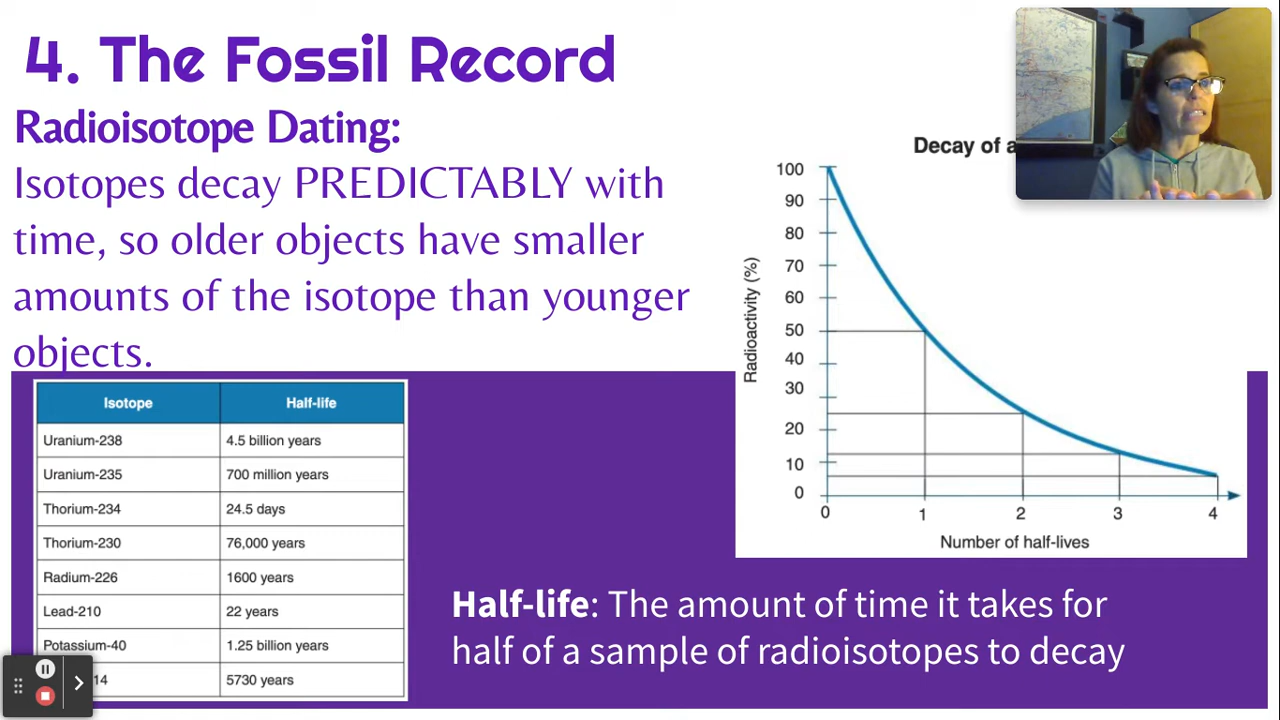 4. The Fossil Record
Radioisotope Dating:
Isotopes decay PREDICTABLY with
time, so older objects have smaller
amounts of the isotope than younger
objects.
Isotope Half-life
Uranium-238 4.5 billion years
Uranium-235 700 million years
Thorium-234 24.5 days
Thorium-230 76,000 years
Radium-226 1600 years
Lead-210 22 years
Potassium-40 1.25 billion years
14 5730 years
Decay of a
Radioactivity (%)
100
90
80
70
60
50
40
30
20
10
0
0 1 2 3 4
Number of half-lives
Half-life: The amount of time it takes for
half of a sample of radioisotopes to decay